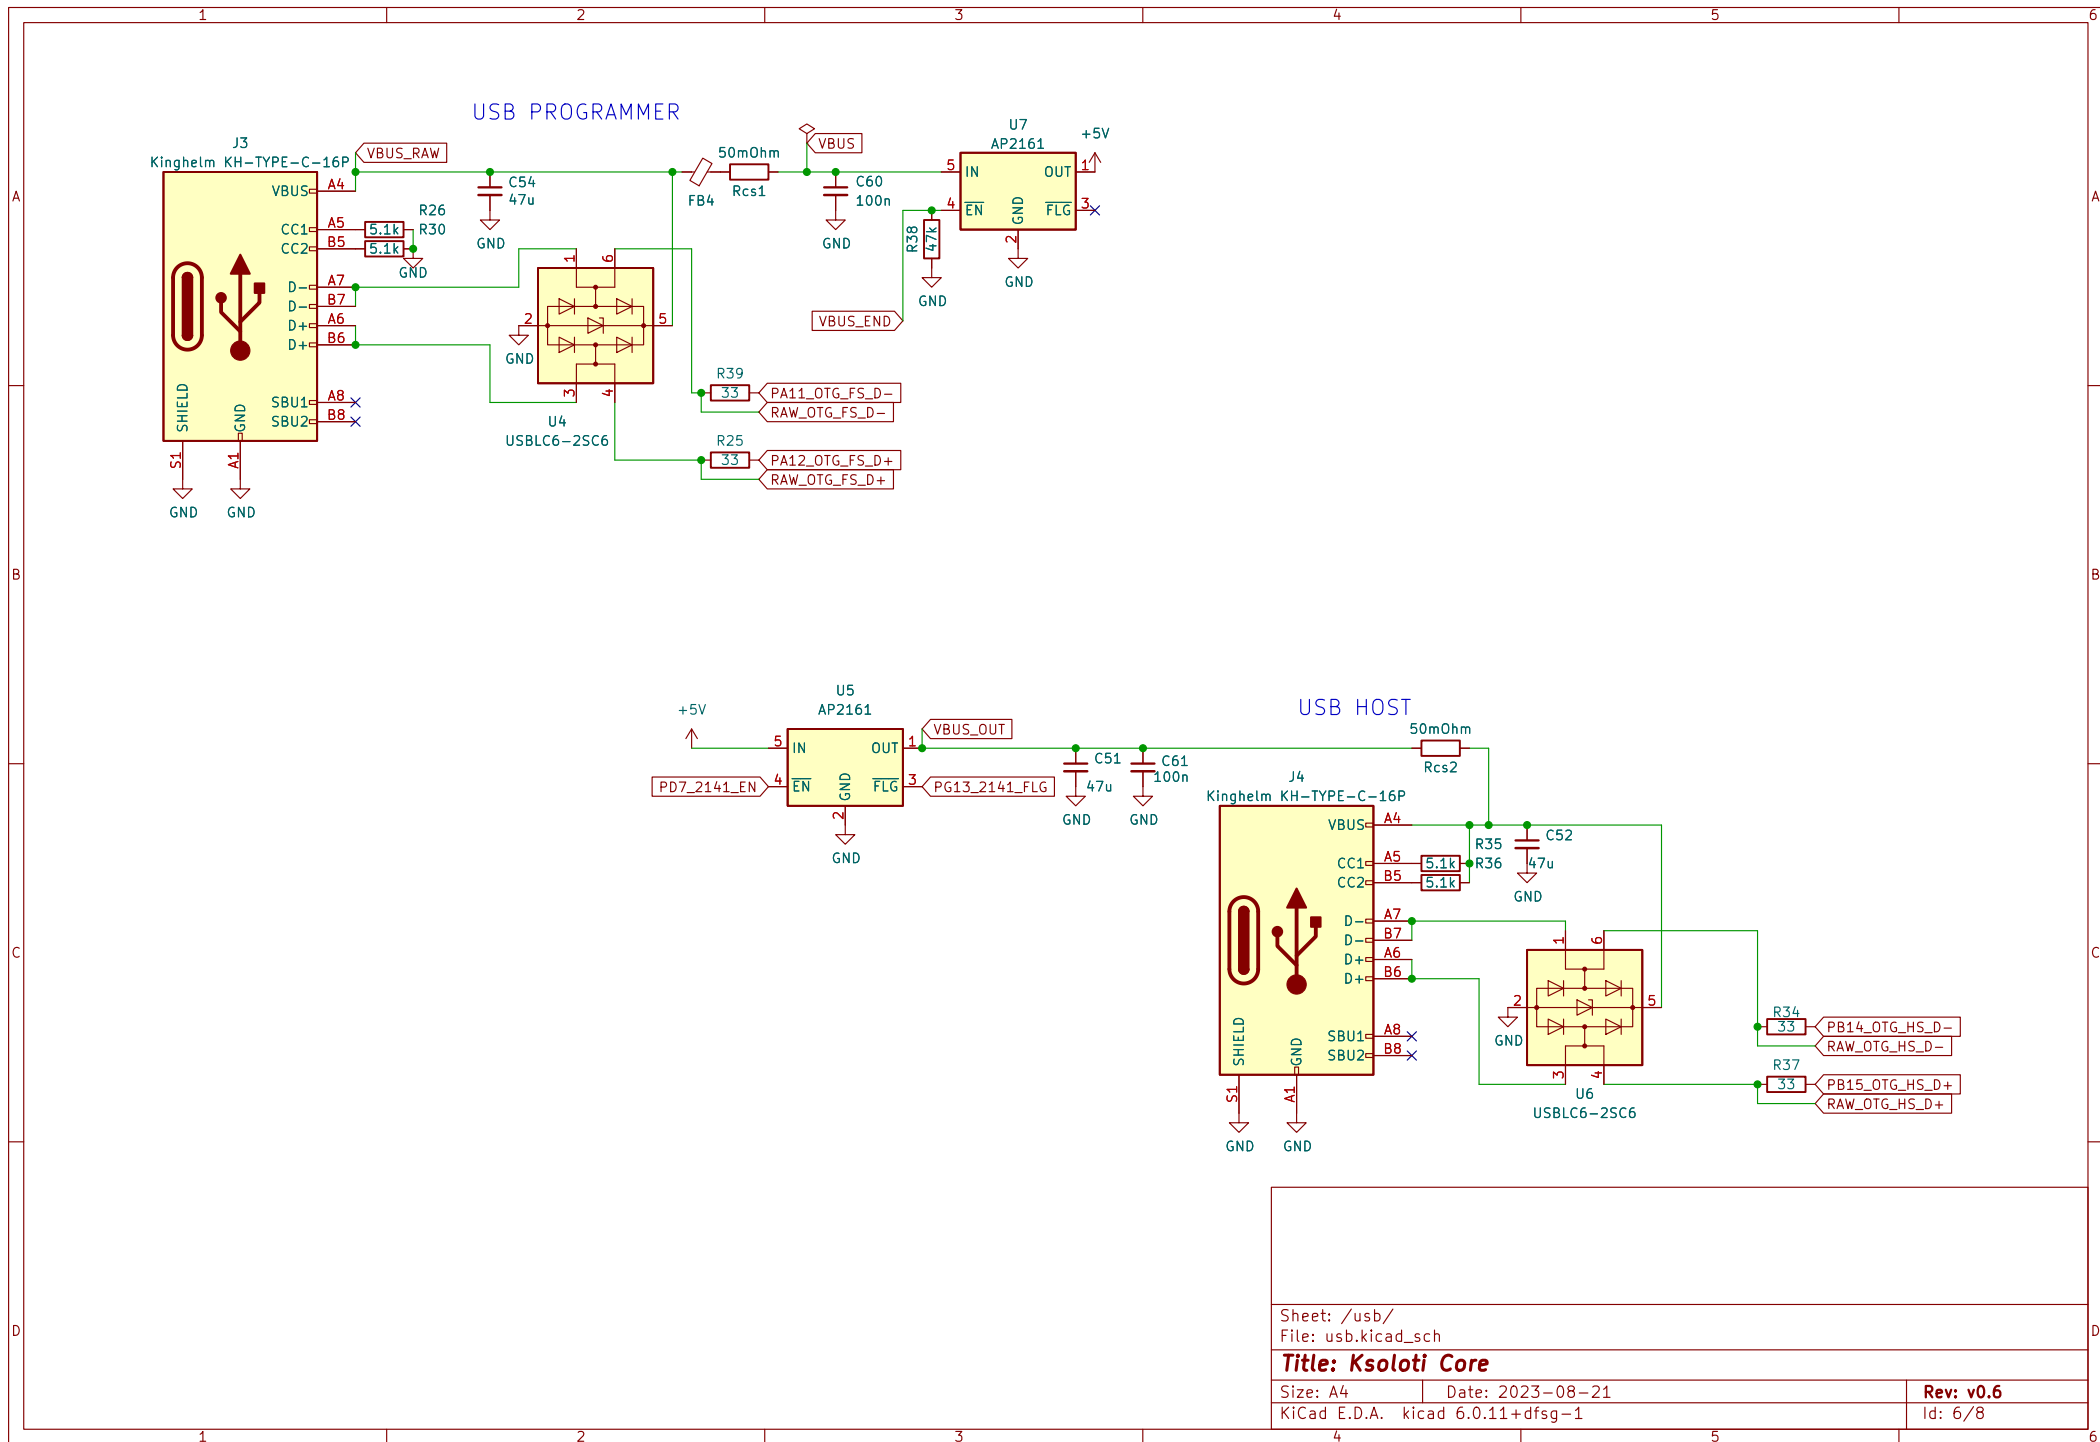 1 2 3 4 5 6
USB PROGRAMMER
J3
Kinghelm KH-TYPE-C-16P
VBUS_RAW
VBUS A4
CC1 A5
CC2 B5
D- A7
D- B7
D+ A6
D+ B6
SBU1 A8
SBU2 B8
SHIELD
GND
S1
A1
GND
GND
R26
R30
5.1k
5.1k
GND
C54
47u
GND
FB4
50mOhm
Rcs1
VBUS
C60
100n
GND
U7
AP2161
+5V
5 IN
OUT 1
4 EN
FLG 3
GND
2
GND
R38
47k
GND
VBUS_END
1
6
2
5
3
4
GND
U4
USBLC6-2SC6
R39
33
PA11_OTG_FS_D-
RAW_OTG_FS_D-
R25
33
PA12_OTG_FS_D+
RAW_OTG_FS_D+
A
A
B
B
U5
AP2161
+5V
5 IN
OUT 1
4 EN
FLG 3
GND
2
GND
PD7_2141_EN
VBUS_OUT
PG13_2141_FLG
C51
47u
GND
C61
100n
GND
USB HOST
50mOhm
Rcs2
J4
Kinghelm KH-TYPE-C-16P
VBUS A4
CC1 A5
CC2 B5
D- A7
D- B7
D+ A6
D+ B6
SBU1 A8
SBU2 B8
SHIELD
GND
S1
A1
GND
GND
R35
R36
5.1k
5.1k
C52
47u
GND
1
6
2
5
3
4
GND
U6
USBLC6-2SC6
R34
33
PB14_OTG_HS_D-
RAW_OTG_HS_D-
R37
33
PB15_OTG_HS_D+
RAW_OTG_HS_D+
C
C
D
D
Sheet: /usb/
File: usb.kicad_sch
Title: Ksoloti Core
Size: A4 Date: 2023-08-21 Rev: v0.6
KiCad E.D.A. kicad 6.0.11+dfsg-1 Id: 6/8
1 2 3 4 5 6